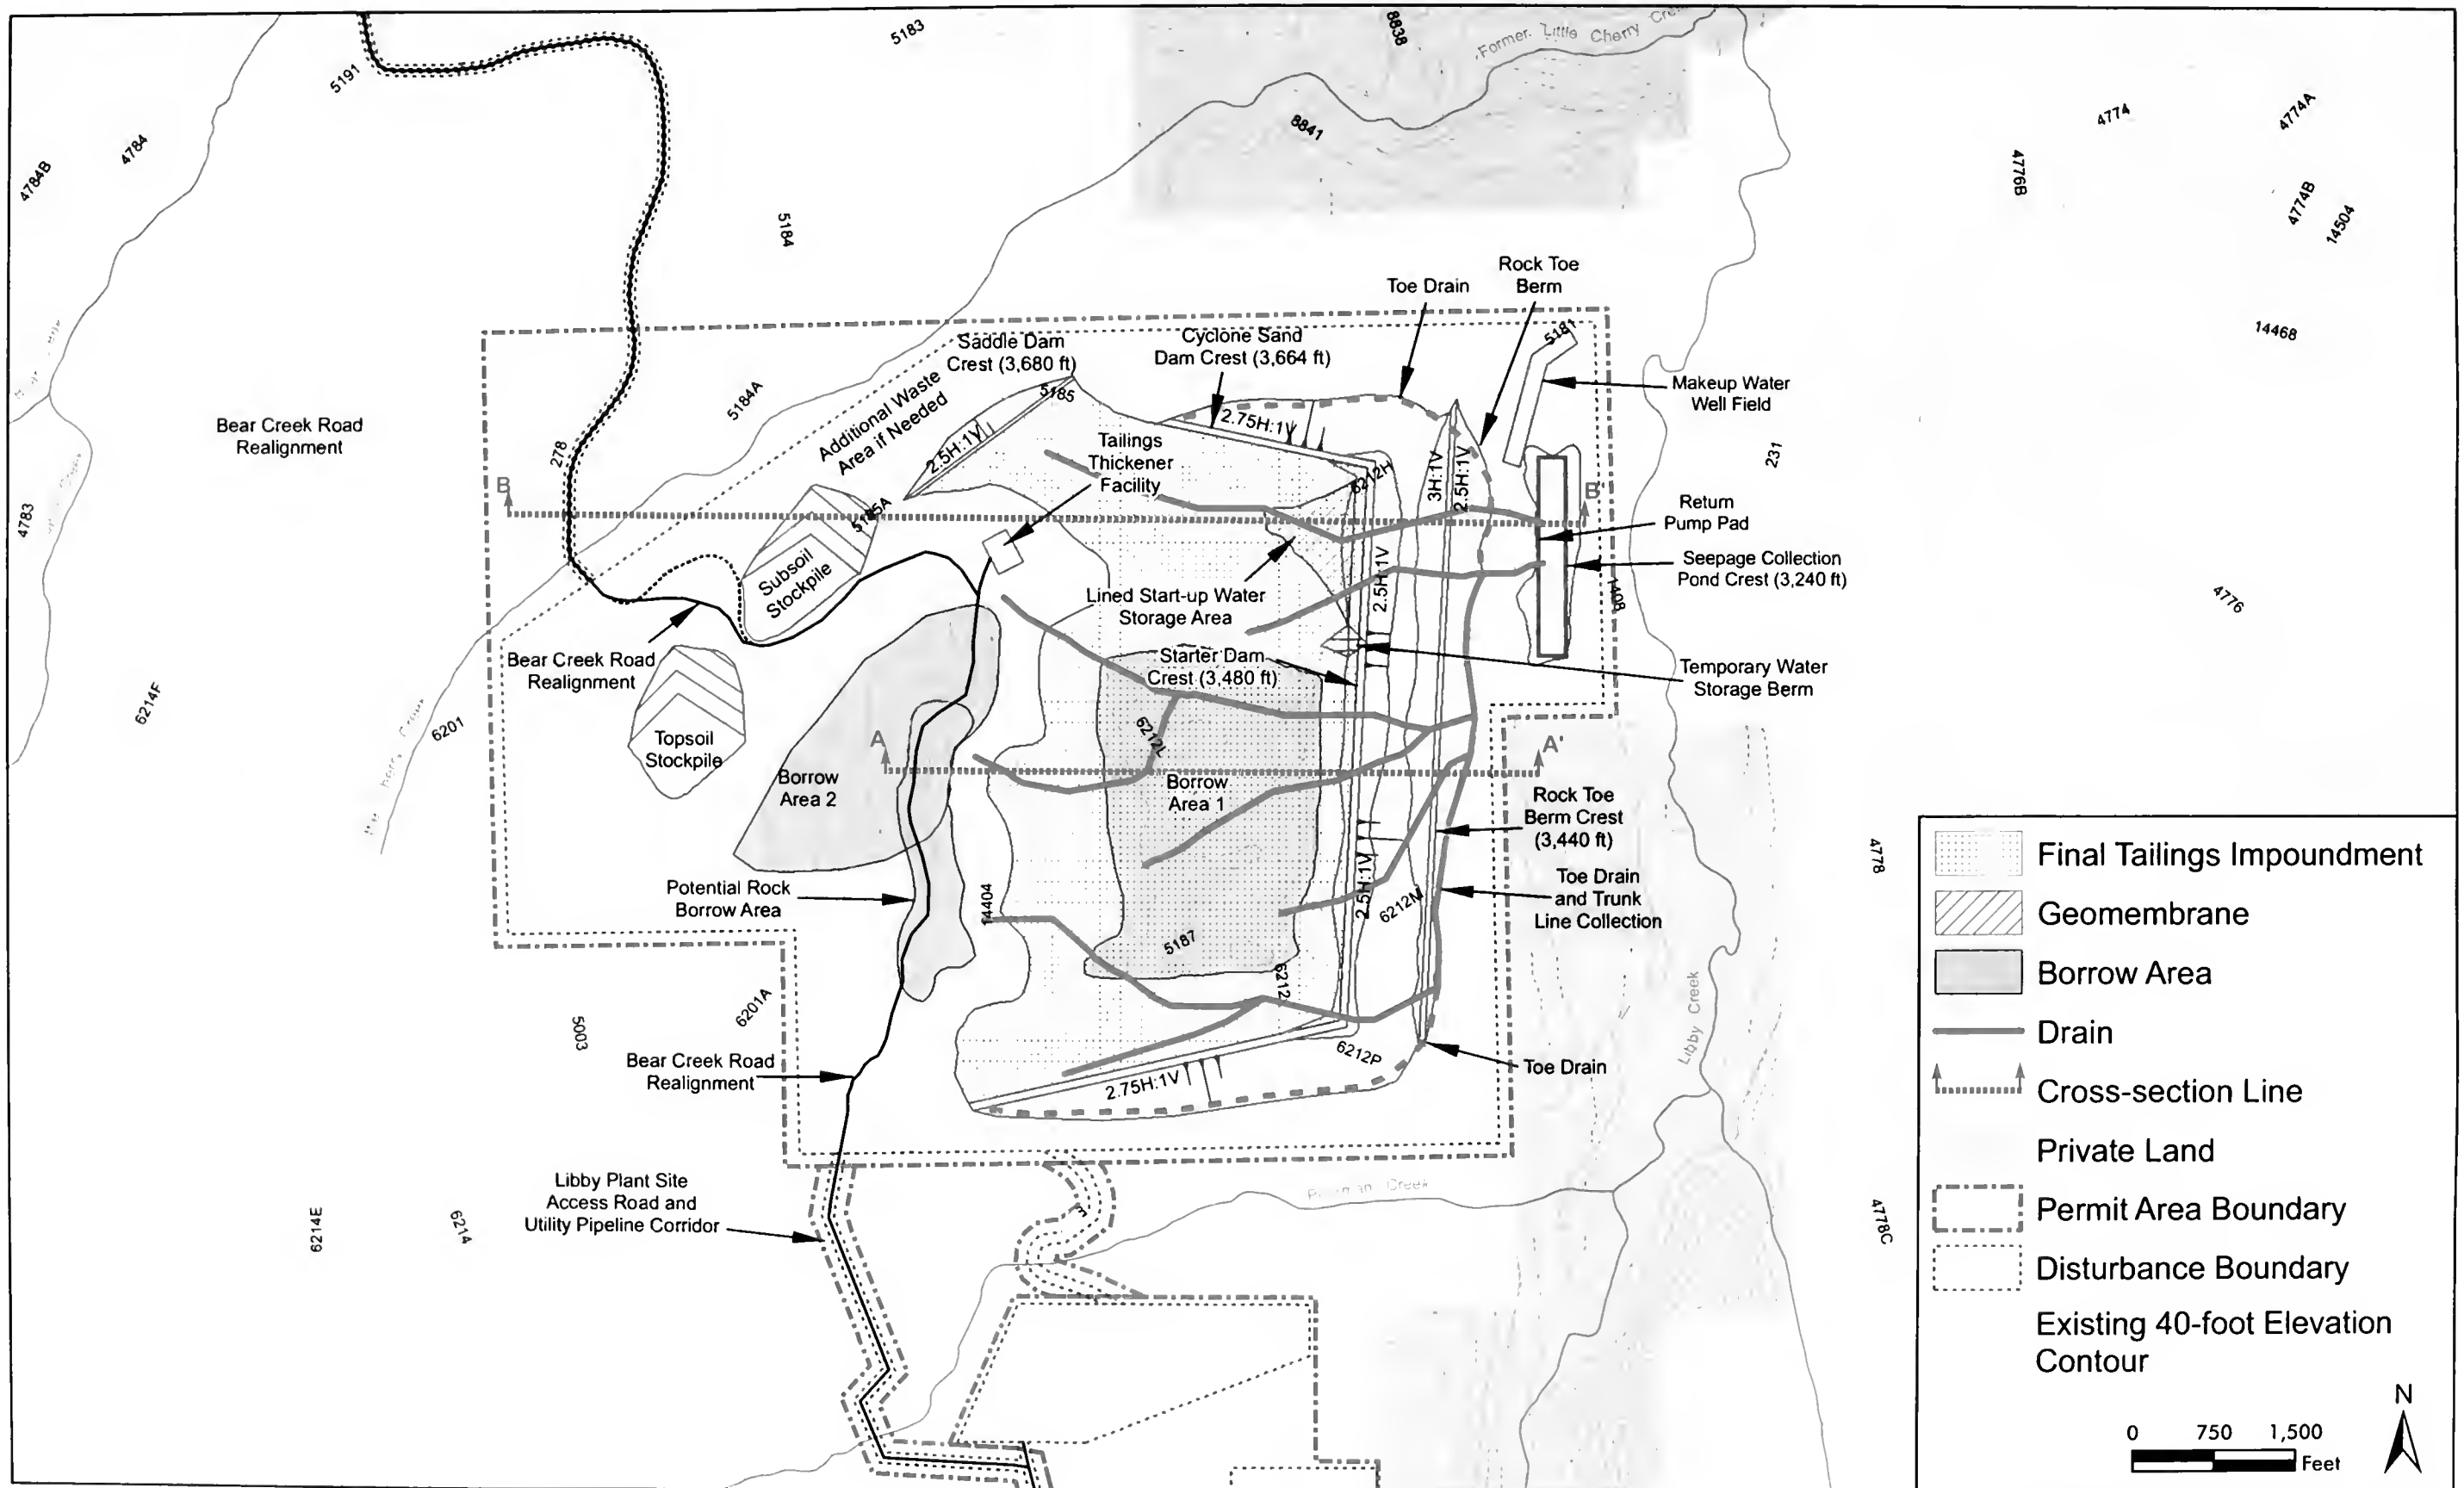 5183
8838
Former Little Cherry Creek
5191
8841
4774
4774A
4784B
4784
4776B
4774B
14504
5184
Rock Toe
Berm
Toe Drain
5181
14468
Saddle Dam
Crest (3,680 ft)
Cyclone Sand
Dam Crest (3,664 ft)
5184A
Additional Waste
Area if Needed
5185
2.75H:1V
Makeup Water
Well Field
Bear Creek Road
Realignment
278
2.5H:1V
Tailings
Thickener
Facility
6212H
3H:1V
2.5H:1V
231
B
B'
4783
5185A
Return
Pump Pad
Subsoil
Stockpile
Seepage Collection
Pond Crest (3,240 ft)
Lined Start-up Water
Storage Area
2.5H:1V
1408
4776
Bear Creek Road
Realignment
Starter Dam
Crest (3,480 ft)
Temporary Water
Storage Berm
6214F
6201
Topsoil
Stockpile
6212L
A
A'
Borrow
Area 2
Borrow
Area 1
Rock Toe
Berm Crest
(3,440 ft)
4778
Potential Rock
Borrow Area
14404
2.5H:1V
6212M
Toe Drain
and Trunk
Line Collection
5187
6212
6201A
5003
Libby Creek
Bear Creek Road
Realignment
6212P
Toe Drain
2.75H:1V
Libby Plant Site
Access Road and
Utility Pipeline Corridor
6214E
6214
4778C
Creek
Final Tailings Impoundment
Geomembrane
Borrow Area
Drain
Cross-section Line
Private Land
Permit Area Boundary
Disturbance Boundary
Existing 40-foot Elevation
Contour
N
0 750 1,500
Feet